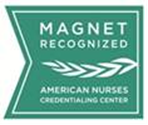 MAGNET
RECOGNIZED
AMERICAN NURSES
CREDENTIALING CENTER